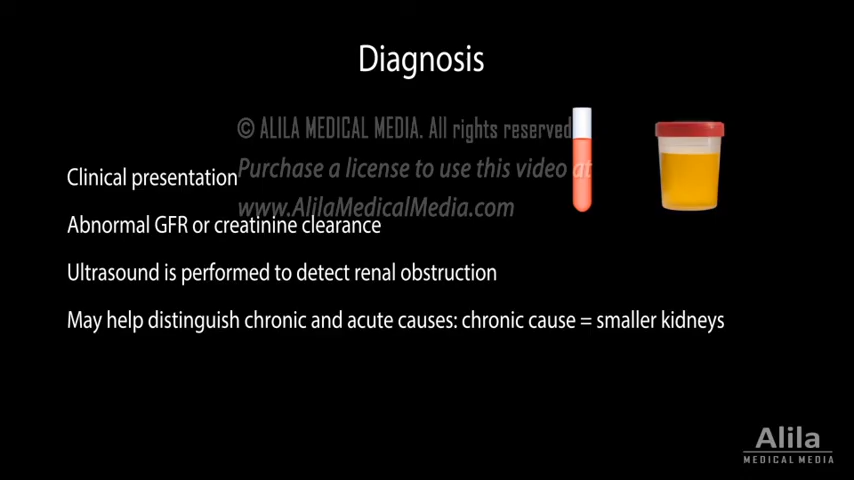 Diagnosis
© ALILA MEDICAL MEDIA. All rights reserved
Purchase a license to use this video at
www.AlilaMedicalMedia.com
Clinical presentation
Abnormal GFR or creatinine clearance
Ultrasound is performed to detect renal obstruction
May help distinguish chronic and acute causes: chronic cause = smaller kidneys
Alila
MEDICAL MEDIA